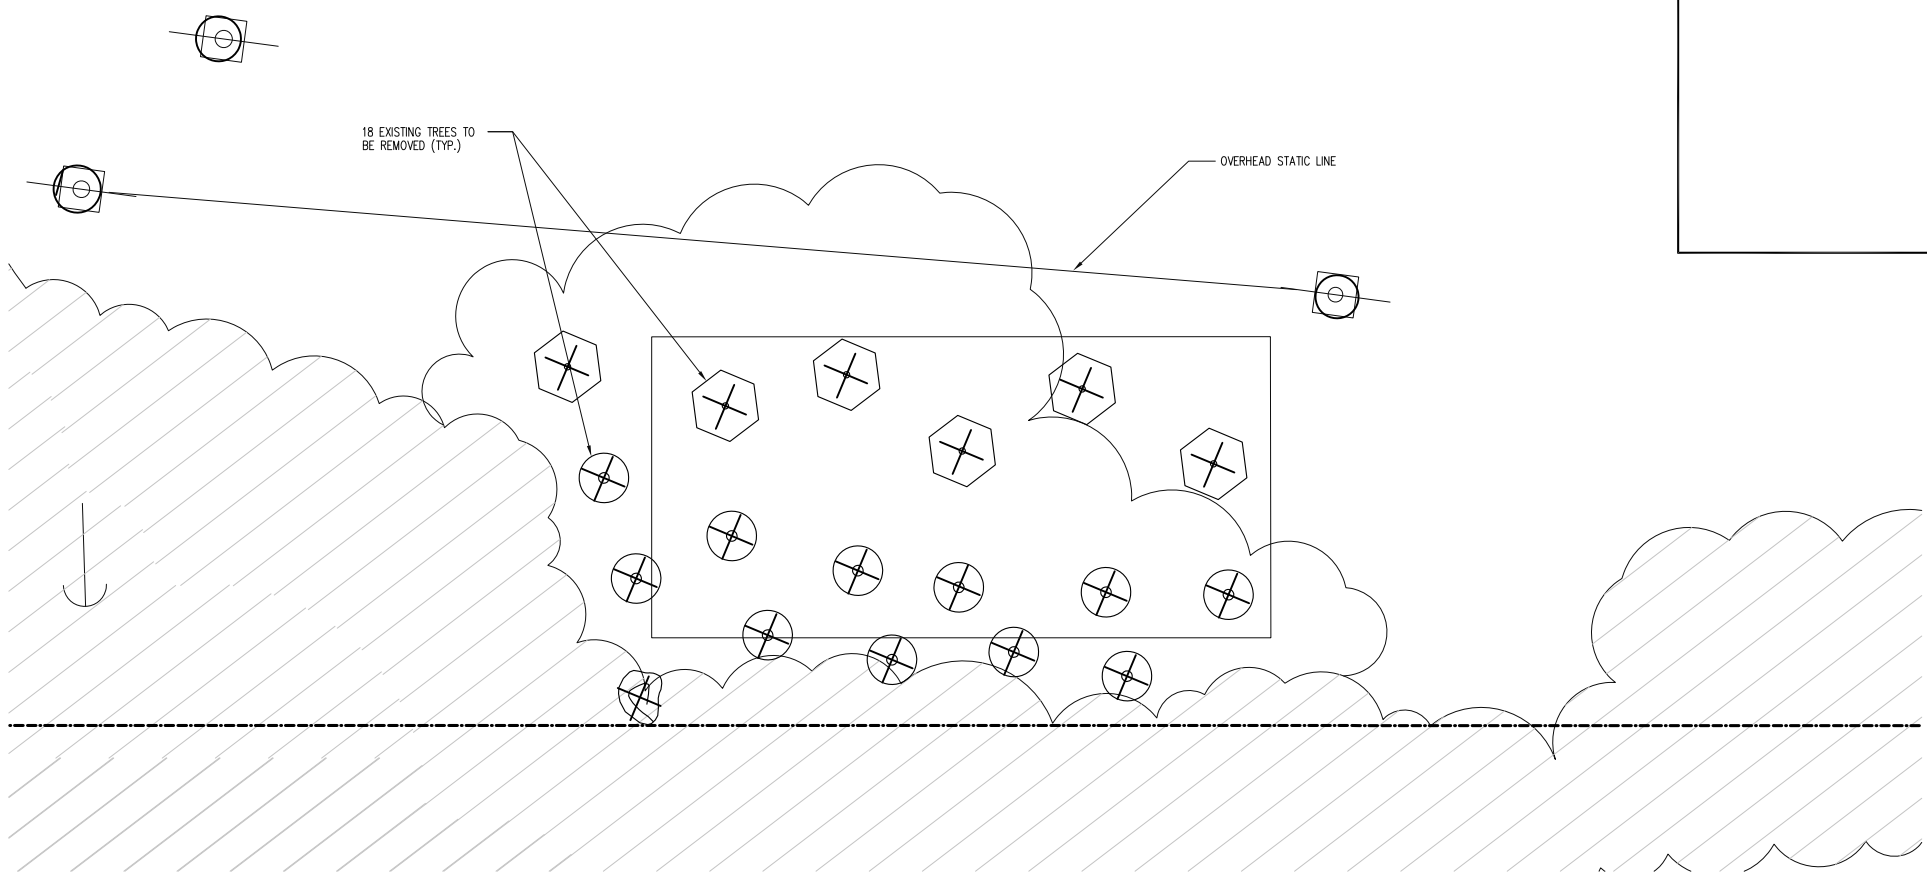 18 EXISTING TREES TO
BE REMOVED (TYP.)
OVERHEAD STATIC LINE